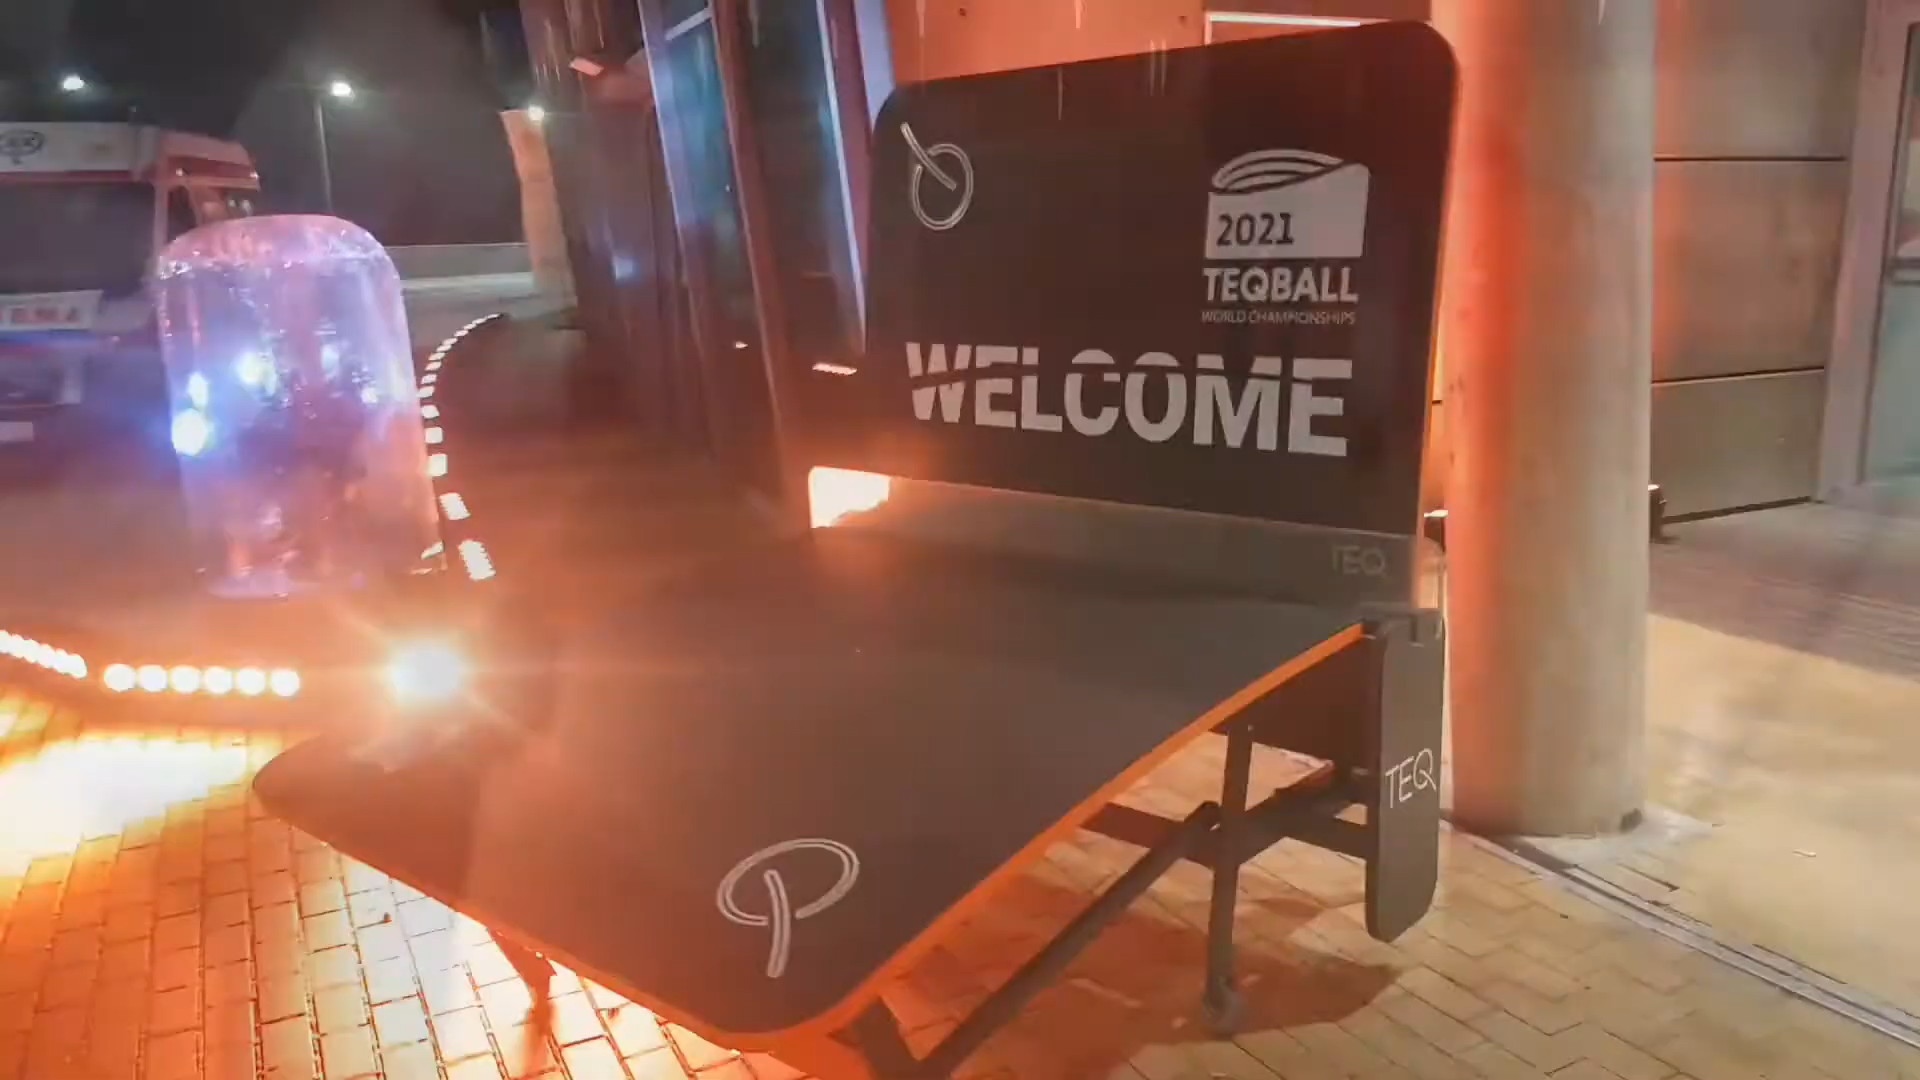 2021
TEQBALL
WORLD CHAMPIONSHIPS
WELCOME
TEQ
TEQ